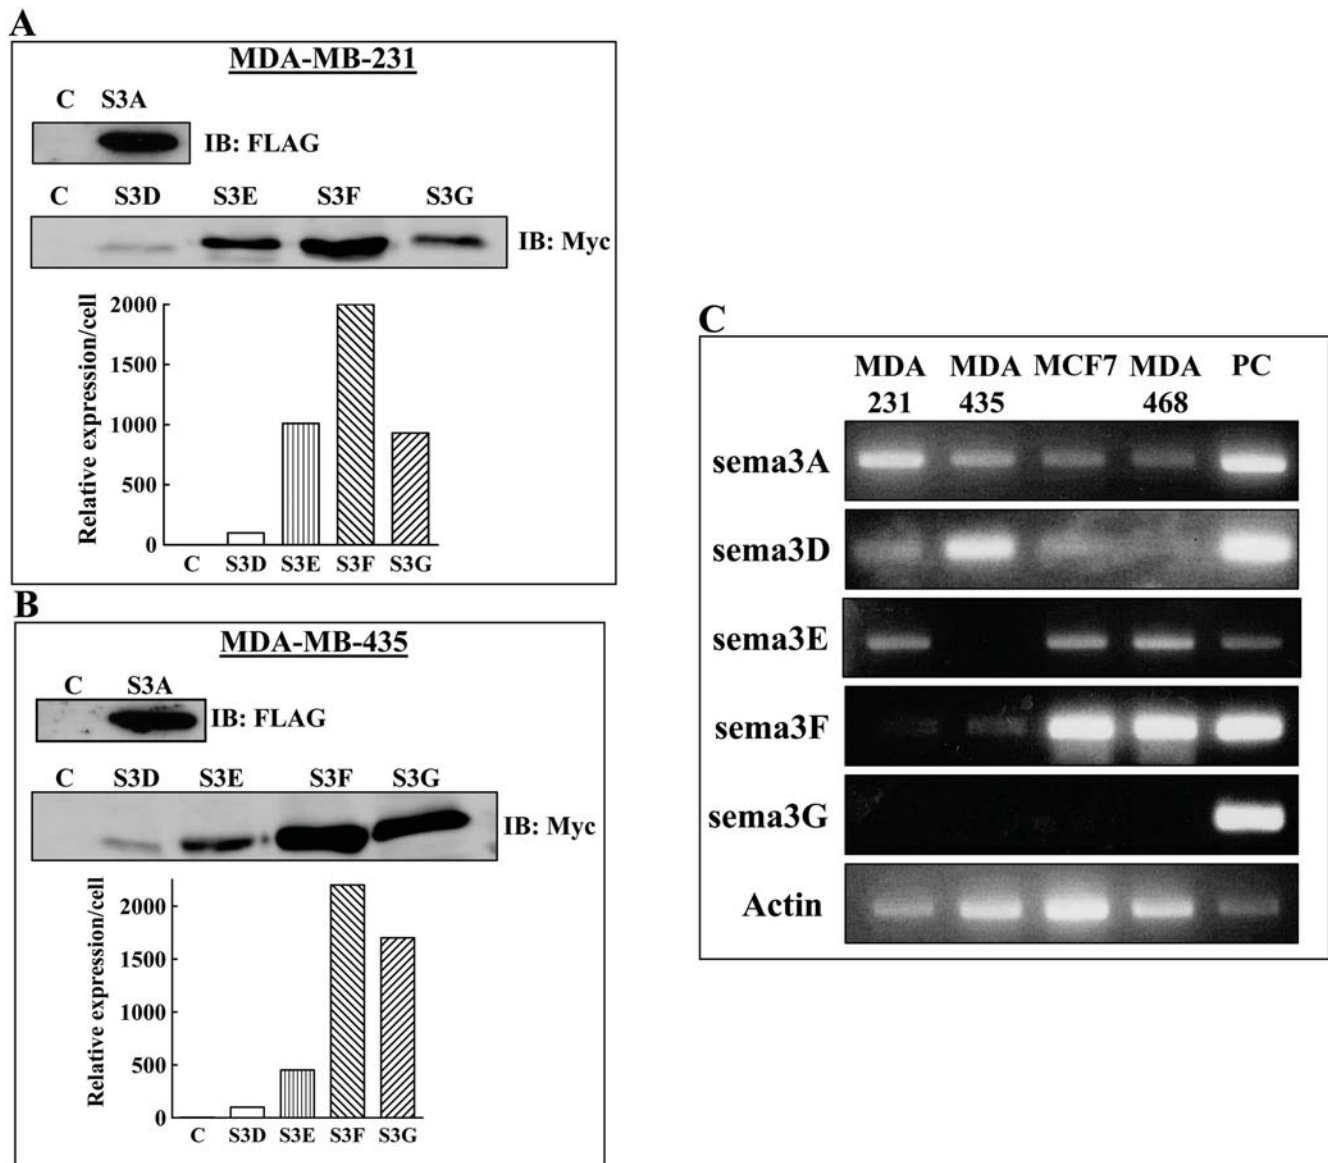 A
MDA-MB-231
C S3A
IB: FLAG
C S3D S3E S3F S3G
IB: Myc
Relative expression/cell
2000
1500
1000
500
0
C S3D S3E S3F S3G
B
MDA-MB-435
C S3A
IB: FLAG
C S3D S3E S3F S3G
IB: Myc
Relative expression/cell
2000
1500
1000
500
0
C S3D S3E S3F S3G
C
MDA MDA MCF7 MDA PC
231 435 468
sema3A
sema3D
sema3E
sema3F
sema3G
Actin